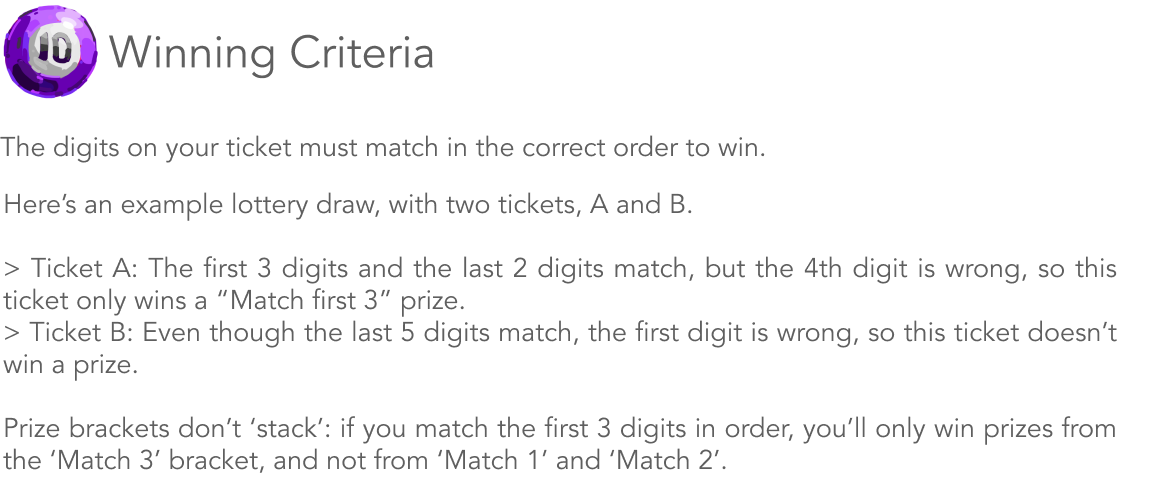 10
Winning Criteria
The digits on your ticket must match in the correct order to win.
Here’s an example lottery draw, with two tickets, A and B.
> Ticket A: The first 3 digits and the last 2 digits match, but the 4th digit is wrong, so this
ticket only wins a “Match first 3” prize.
> Ticket B: Even though the last 5 digits match, the first digit is wrong, so this ticket doesn’t
win a prize.
Prize brackets don’t ‘stack’: if you match the first 3 digits in order, you’ll only win prizes from
the ‘Match 3’ bracket, and not from ‘Match 1’ and ‘Match 2’.